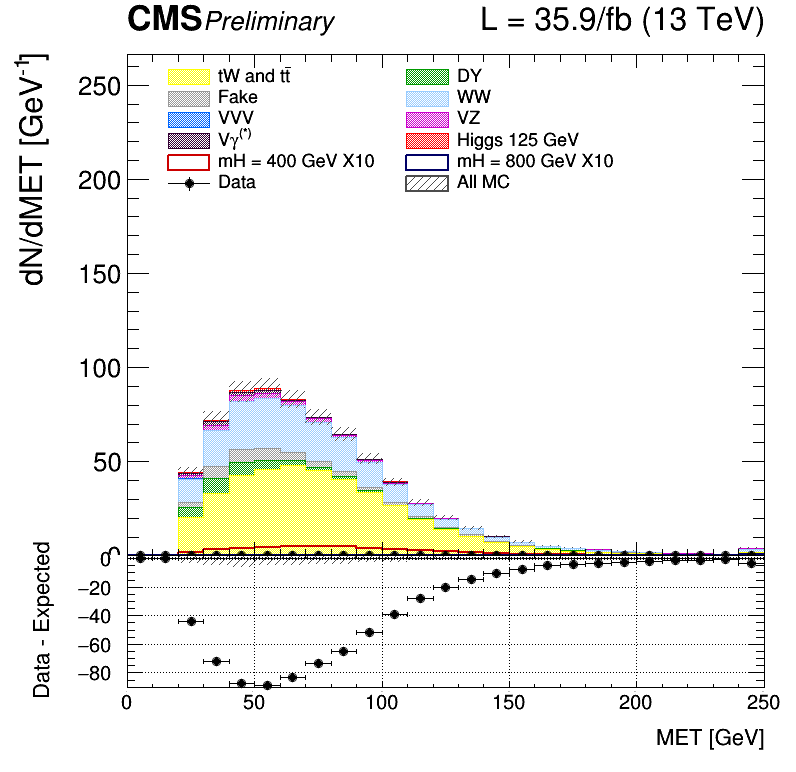 CMS Preliminary L = 35.9/fb (13 TeV)
dN/dMET [GeV⁻¹]
250
200
150
100
50
0
tW and tt̄
DY
Fake
WW
VVV
VZ
Vγ(*)
Higgs 125 GeV
mH = 400 GeV X10
mH = 800 GeV X10
Data
All MC
Data - Expected
0
−20
−40
−60
−80
0 50 100 150 200 250
MET [GeV]